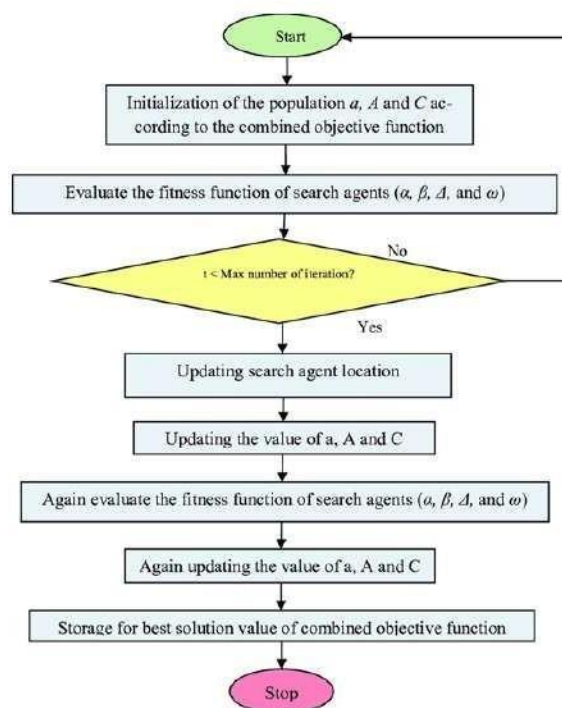 Start
Initialization of the population a, A and C ac-
cording to the combined objective function
Evaluate the fitness function of search agents (α, β, Δ, and ω)
No
t < Max number of iteration?
Yes
Updating search agent location
Updating the value of a, A and C
Again evaluate the fitness function of search agents (α, β, Δ, and ω)
Again updating the value of a, A and C
Storage for best solution value of combined objective function
Stop